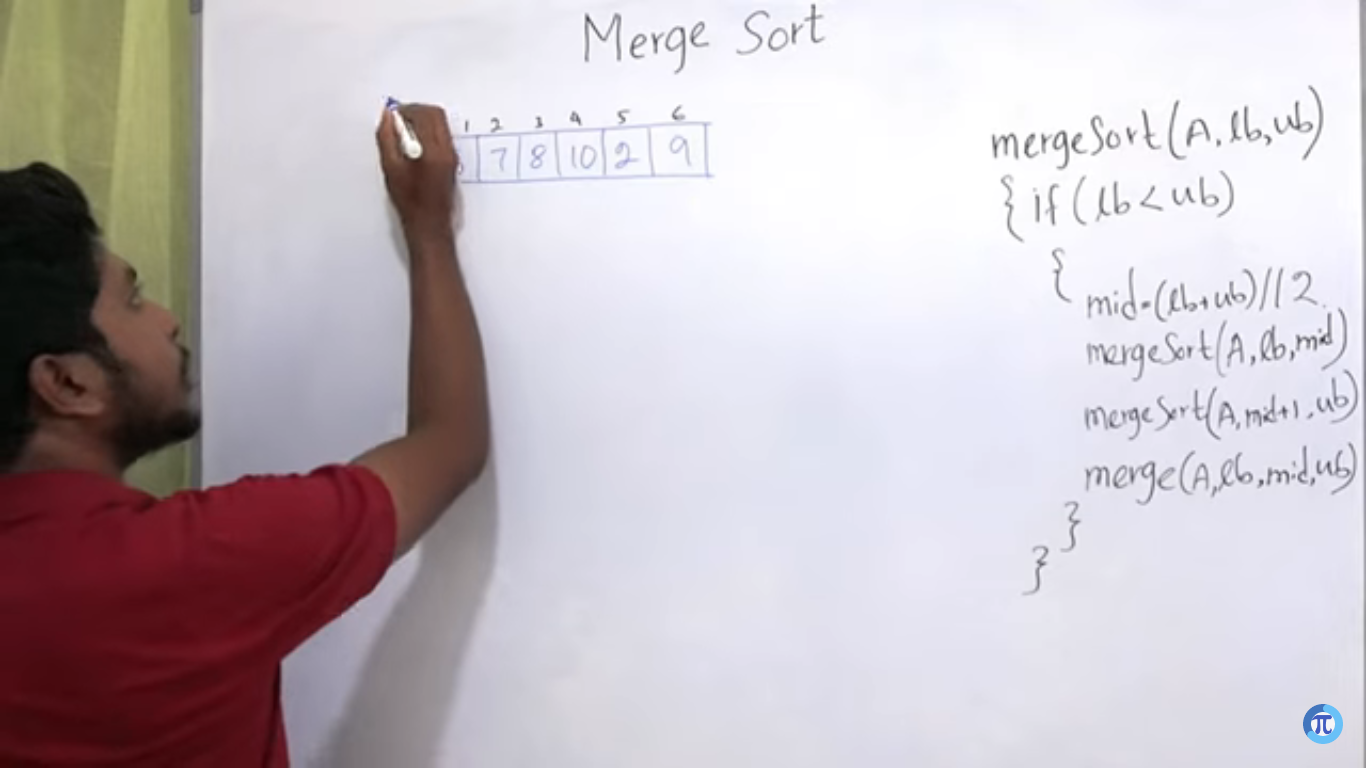 Merge Sort
1 2 3 4 5 6
7 8 10 2 9
mergeSort(A,lb,ub)
{ if (lb<ub)
{
mid=(lb+ub)//2
mergeSort(A,lb,mid)
mergeSort(A,mid+1,ub)
merge(A,lb,mid,ub)
}
}
π